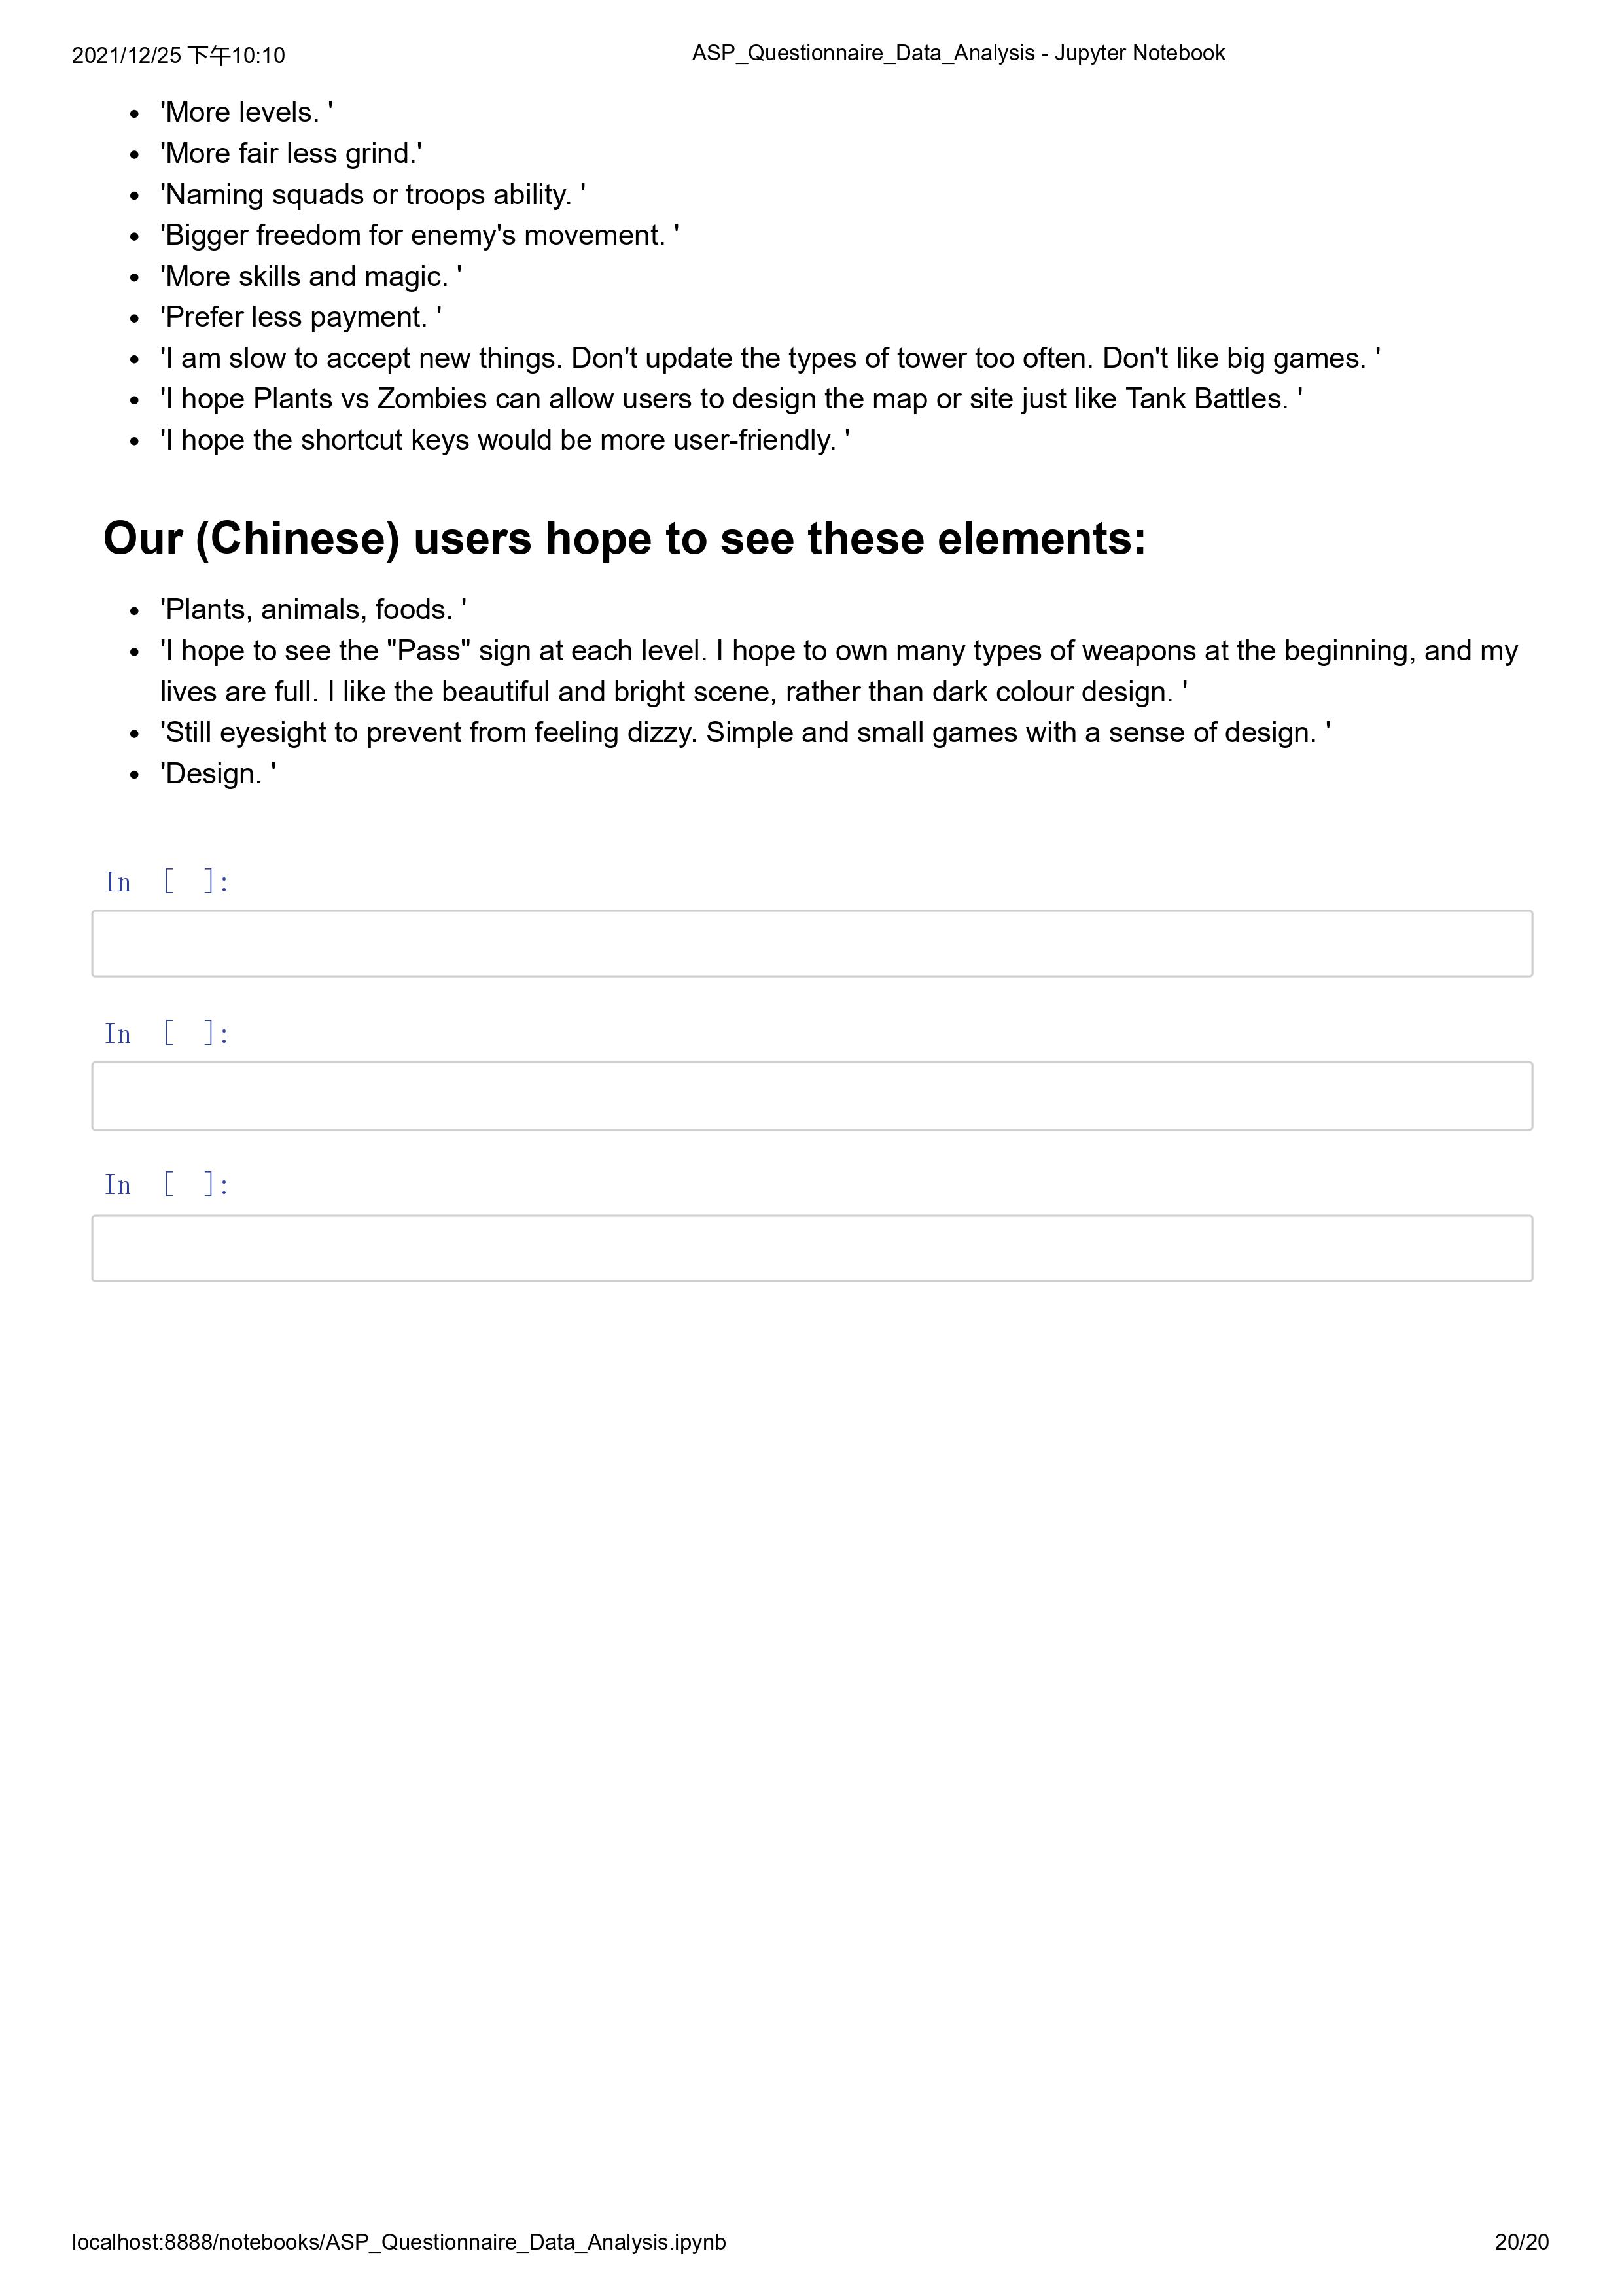 2021/12/25 下午10:10
ASP_Questionnaire_Data_Analysis - Jupyter Notebook
• 'More levels. '
• 'More fair less grind.'
• 'Naming squads or troops ability. '
• 'Bigger freedom for enemy's movement. '
• 'More skills and magic. '
• 'Prefer less payment. '
• 'I am slow to accept new things. Don't update the types of tower too often. Don't like big games. '
• 'I hope Plants vs Zombies can allow users to design the map or site just like Tank Battles. '
• 'I hope the shortcut keys would be more user-friendly. '
Our (Chinese) users hope to see these elements:
• 'Plants, animals, foods. '
• 'I hope to see the "Pass" sign at each level. I hope to own many types of weapons at the beginning, and my
lives are full. I like the beautiful and bright scene, rather than dark colour design. '
• 'Still eyesight to prevent from feeling dizzy. Simple and small games with a sense of design. '
• 'Design. '
In [ ]:
In [ ]:
In [ ]:
localhost:8888/notebooks/ASP_Questionnaire_Data_Analysis.ipynb
20/20